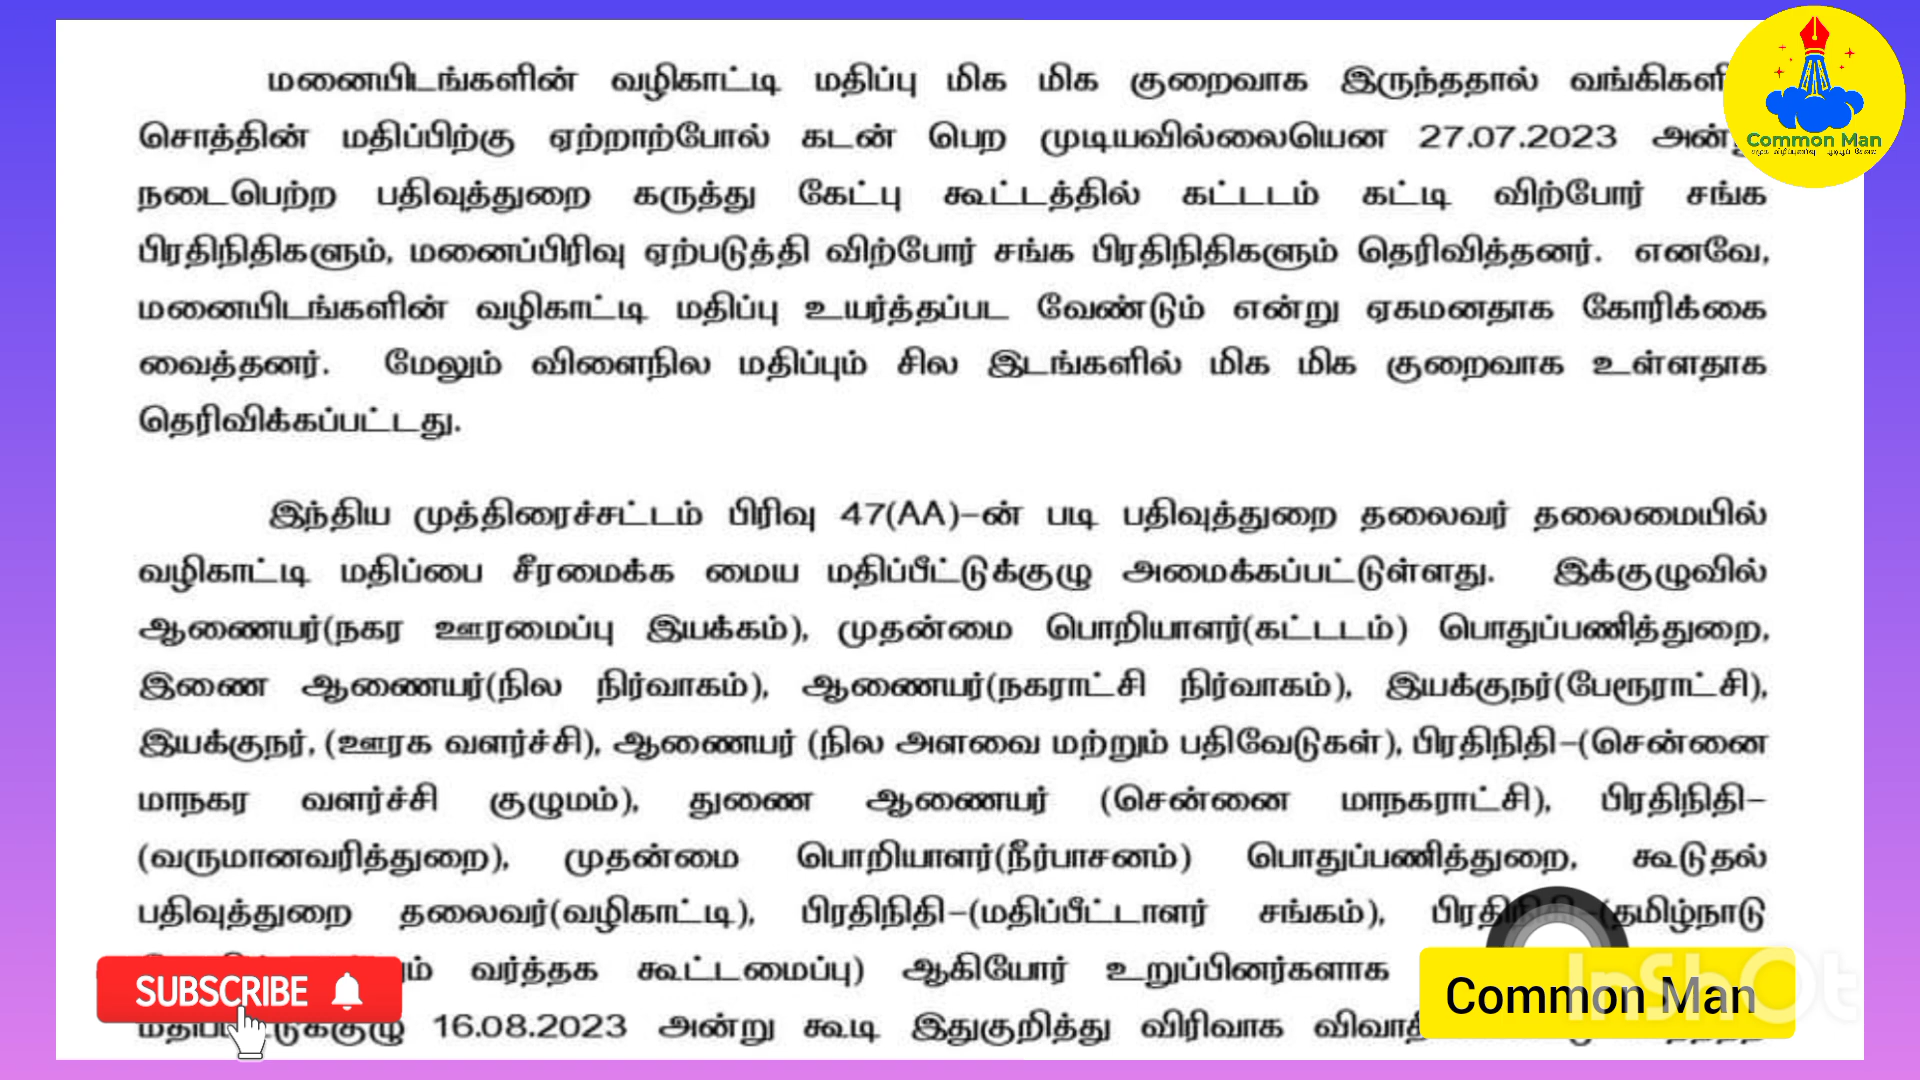 மனையிடங்களின் வழிகாட்டி மதிப்பு மிக மிக குறைவாக இருந்ததால்
சொத்தின் மதிப்பிற்கு ஏற்றாற்போல் கடன் பெற முடியவில்லையென 27.07.2023
நடைபெற்ற பதிவுத்துறை கருத்து கேட்பு கூட்டத்தில் கட்டடம் கட்டி விற்போர் சங்க
பிரதிநிதிகளும், மனைப்பிரிவு ஏற்படுத்தி விற்போர் சங்க பிரதிநிதிகளும் தெரிவித்தனர். எனவே,
மனையிடங்களின் வழிகாட்டி மதிப்பு உயர்த்தப்பட வேண்டும் என்று ஏகமனதாக கோரிக்கை
வைத்தனர். மேலும் விளைநில மதிப்பும் சில இடங்களில் மிக மிக குறைவாக உள்ளதாக
தெரிவிக்கப்பட்டது.
இந்திய முத்திரைச்சட்டம் பிரிவு 47(AA)-ன் படி பதிவுத்துறை தலைவர் தலைமையில்
வழிகாட்டி மதிப்பை சீரமைக்க மைய மதிப்பீட்டுக்குழு அமைக்கப்பட்டுள்ளது. இக்குழுவில்
ஆணையர்(நகர ஊரமைப்பு இயக்கம்), முதன்மை பொறியாளர்(கட்டடம்) பொதுப்பணித்துறை,
இணை ஆணையர்(நில நிர்வாகம்), ஆணையர்(நகராட்சி நிர்வாகம்), இயக்குநர்(பேரூராட்சி),
இயக்குநர், (ஊரக வளர்ச்சி), ஆணையர் (நில அளவை மற்றும் பதிவேடுகள்), பிரதிநிதி-(சென்னை
மாநகர வளர்ச்சி குழுமம்), துணை ஆணையர் (சென்னை மாநகராட்சி), பிரதிநிதி-
(வருமானவரித்துறை), முதன்மை பொறியாளர்(நீர்பாசனம்) பொதுப்பணித்துறை, கூடுதல்
பதிவுத்துறை தலைவர்(வழிகாட்டி), பிரதிநிதி-(மதிப்பீட்டாளர் சங்கம்), பிரதிநிதி-(தமிழ்நாடு
வர்த்தக கூட்டமைப்பு) ஆகியோர் உறுப்பினர்களாக
16.08.2023 அன்று கூடி இதுகுறித்து விரிவாக
Common Man
SUBSCRIBE
Common Man
InShOt